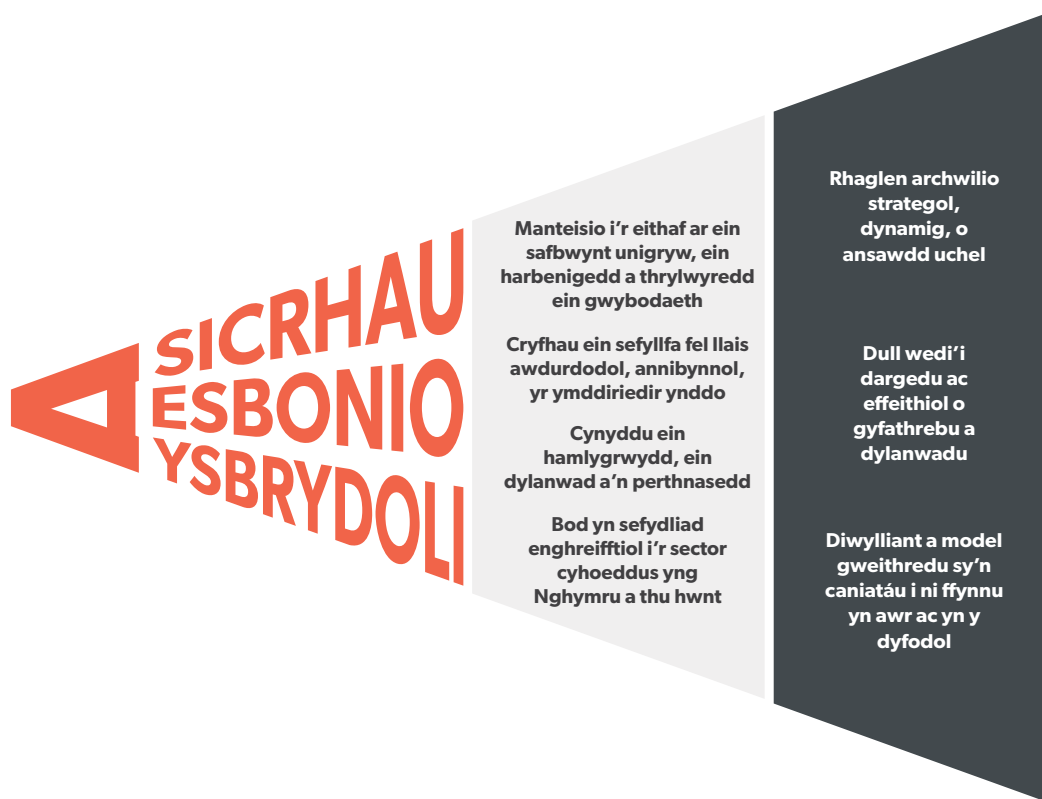 A
SICRHAU
ESBONIO
YSBRYDOLI
Manteisio i’r eithaf ar ein
safbwynt unigryw, ein
harbenigedd a thrylwyredd
ein gwybodaeth
Cryfhau ein sefyllfa fel llais
awdurdodol, annibynnol,
yr ymddiriedir ynddo
Cynyddu ein
hamlygrwydd, ein
dylanwad a’n perthnasedd
Bod yn sefydliad
enghreifftiol i’r sector
cyhoeddus yng
Nghymru a thu hwnt
Rhaglen archwilio
strategol,
dynamig, o
ansawdd uchel
Dull wedi’i
dargedu ac
effeithiol o
gyfathrebu a
dylanwadu
Diwylliant a model
gweithredu sy’n
caniatáu i ni ffynnu
yn awr ac yn y
dyfodol